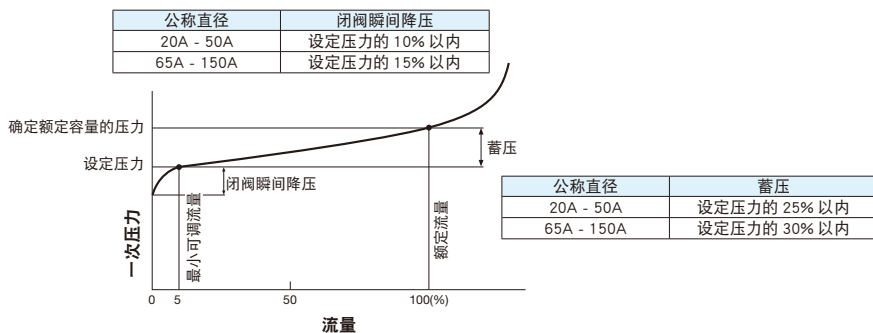 公称直径 闭阀瞬间降压
20A - 50A 设定压力的 10% 以内
65A - 150A 设定压力的 15% 以内
确定额定容量的压力
设定压力
蓄压
闭阀瞬间降压
公称直径 蓄压
20A - 50A 设定压力的 25% 以内
65A - 150A 设定压力的 30% 以内
一次压力
最小可调流量
额定流量
0 5 50 100(%)
流量